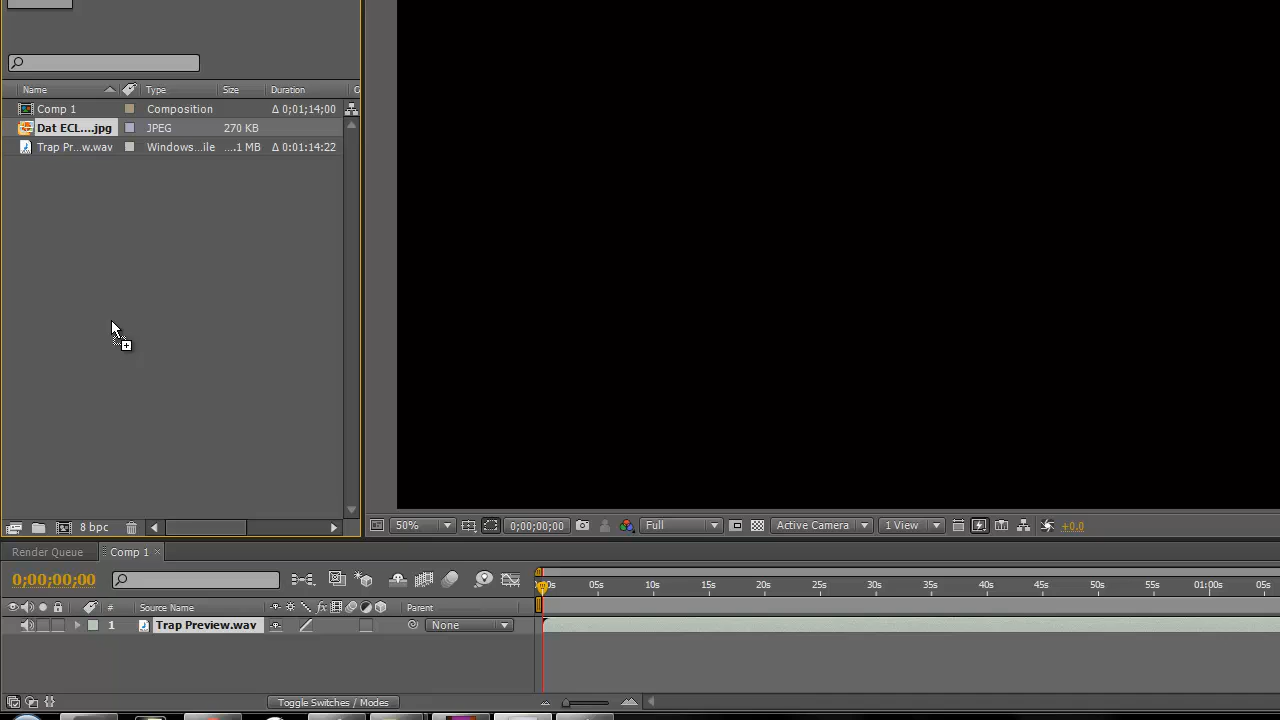 Name Type Size Duration
Comp 1 Composition Δ 0;01;14;00
Dat ECL....jpg JPEG 270 KB
Trap Pr...w.wav Windows...ile ....1 MB Δ 0:01:14:22
8 bpc
50% 0;00;00;00 Full Active Camera 1 View +0.0
Render Queue Comp 1 ×
0;00;00;00
05s 10s 15s 20s 25s 30s 35s 40s 45s 50s 55s 01:00s 05s
# Source Name fx Parent
1 Trap Preview.wav None
Toggle Switches / Modes